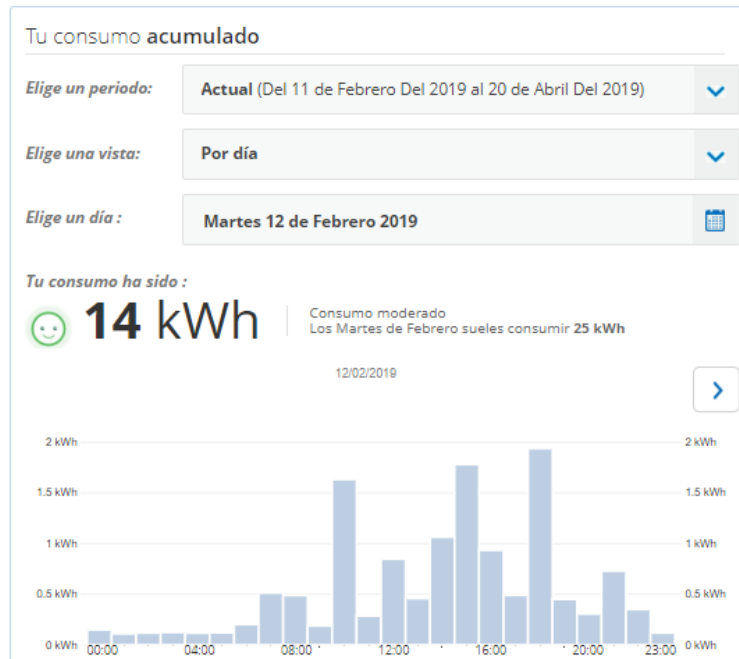 Tu consumo acumulado
Elige un periodo:
Actual (Del 11 de Febrero Del 2019 al 20 de Abril Del 2019)
Elige una vista:
Por día
Elige un día :
Martes 12 de Febrero 2019
Tu consumo ha sido :
14 kWh
Consumo moderado
Los Martes de Febrero sueles consumir 25 kWh
12/02/2019
2 kWh 2 kWh
1.5 kWh 1.5 kWh
1 kWh 1 kWh
0.5 kWh 0.5 kWh
0 kWh 00:00 04:00 08:00 12:00 16:00 20:00 23:00 0 kWh